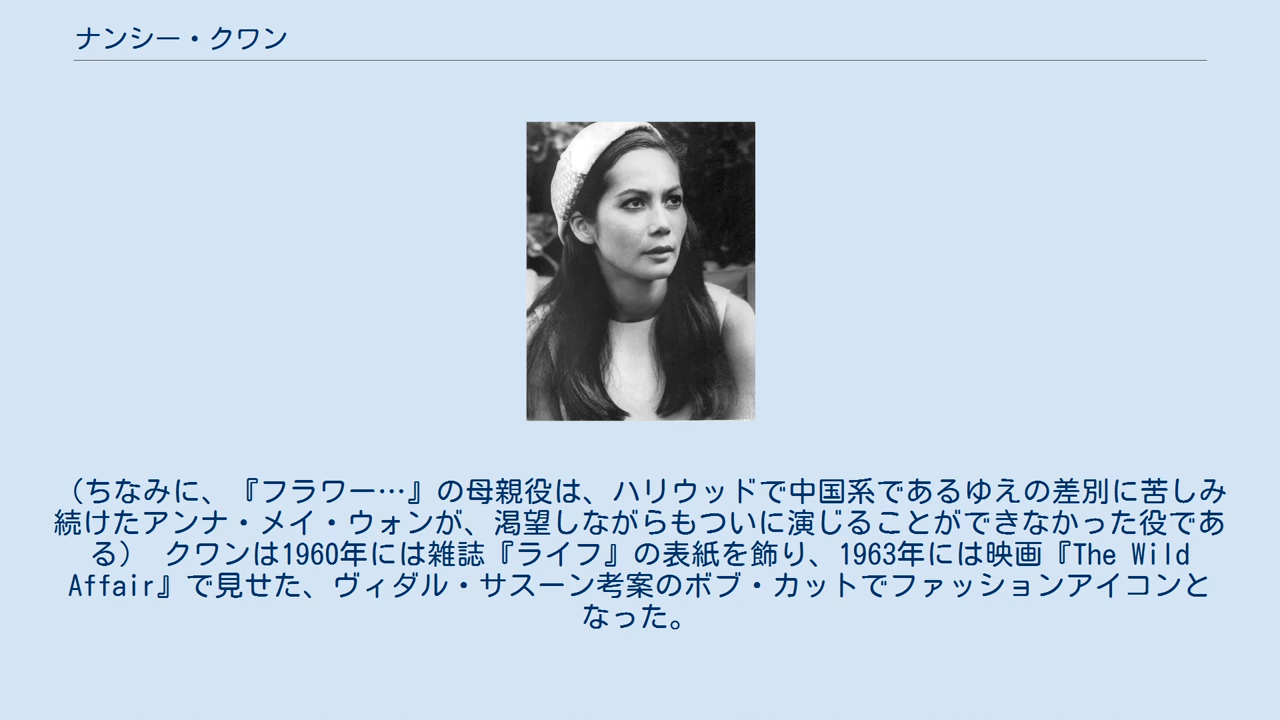 ナンシー・クワン
（ちなみに、『フラワー…』の母親役は、ハリウッドで中国系であるゆえの差別に苦しみ
続けたアンナ・メイ・ウォンが、渇望しながらもついに演じることができなかった役であ
る） クワンは1960年には雑誌『ライフ』の表紙を飾り、1963年には映画『The Wild
Affair』で見せた、ヴィダル・サスーン考案のボブ・カットでファッションアイコンと
なった。